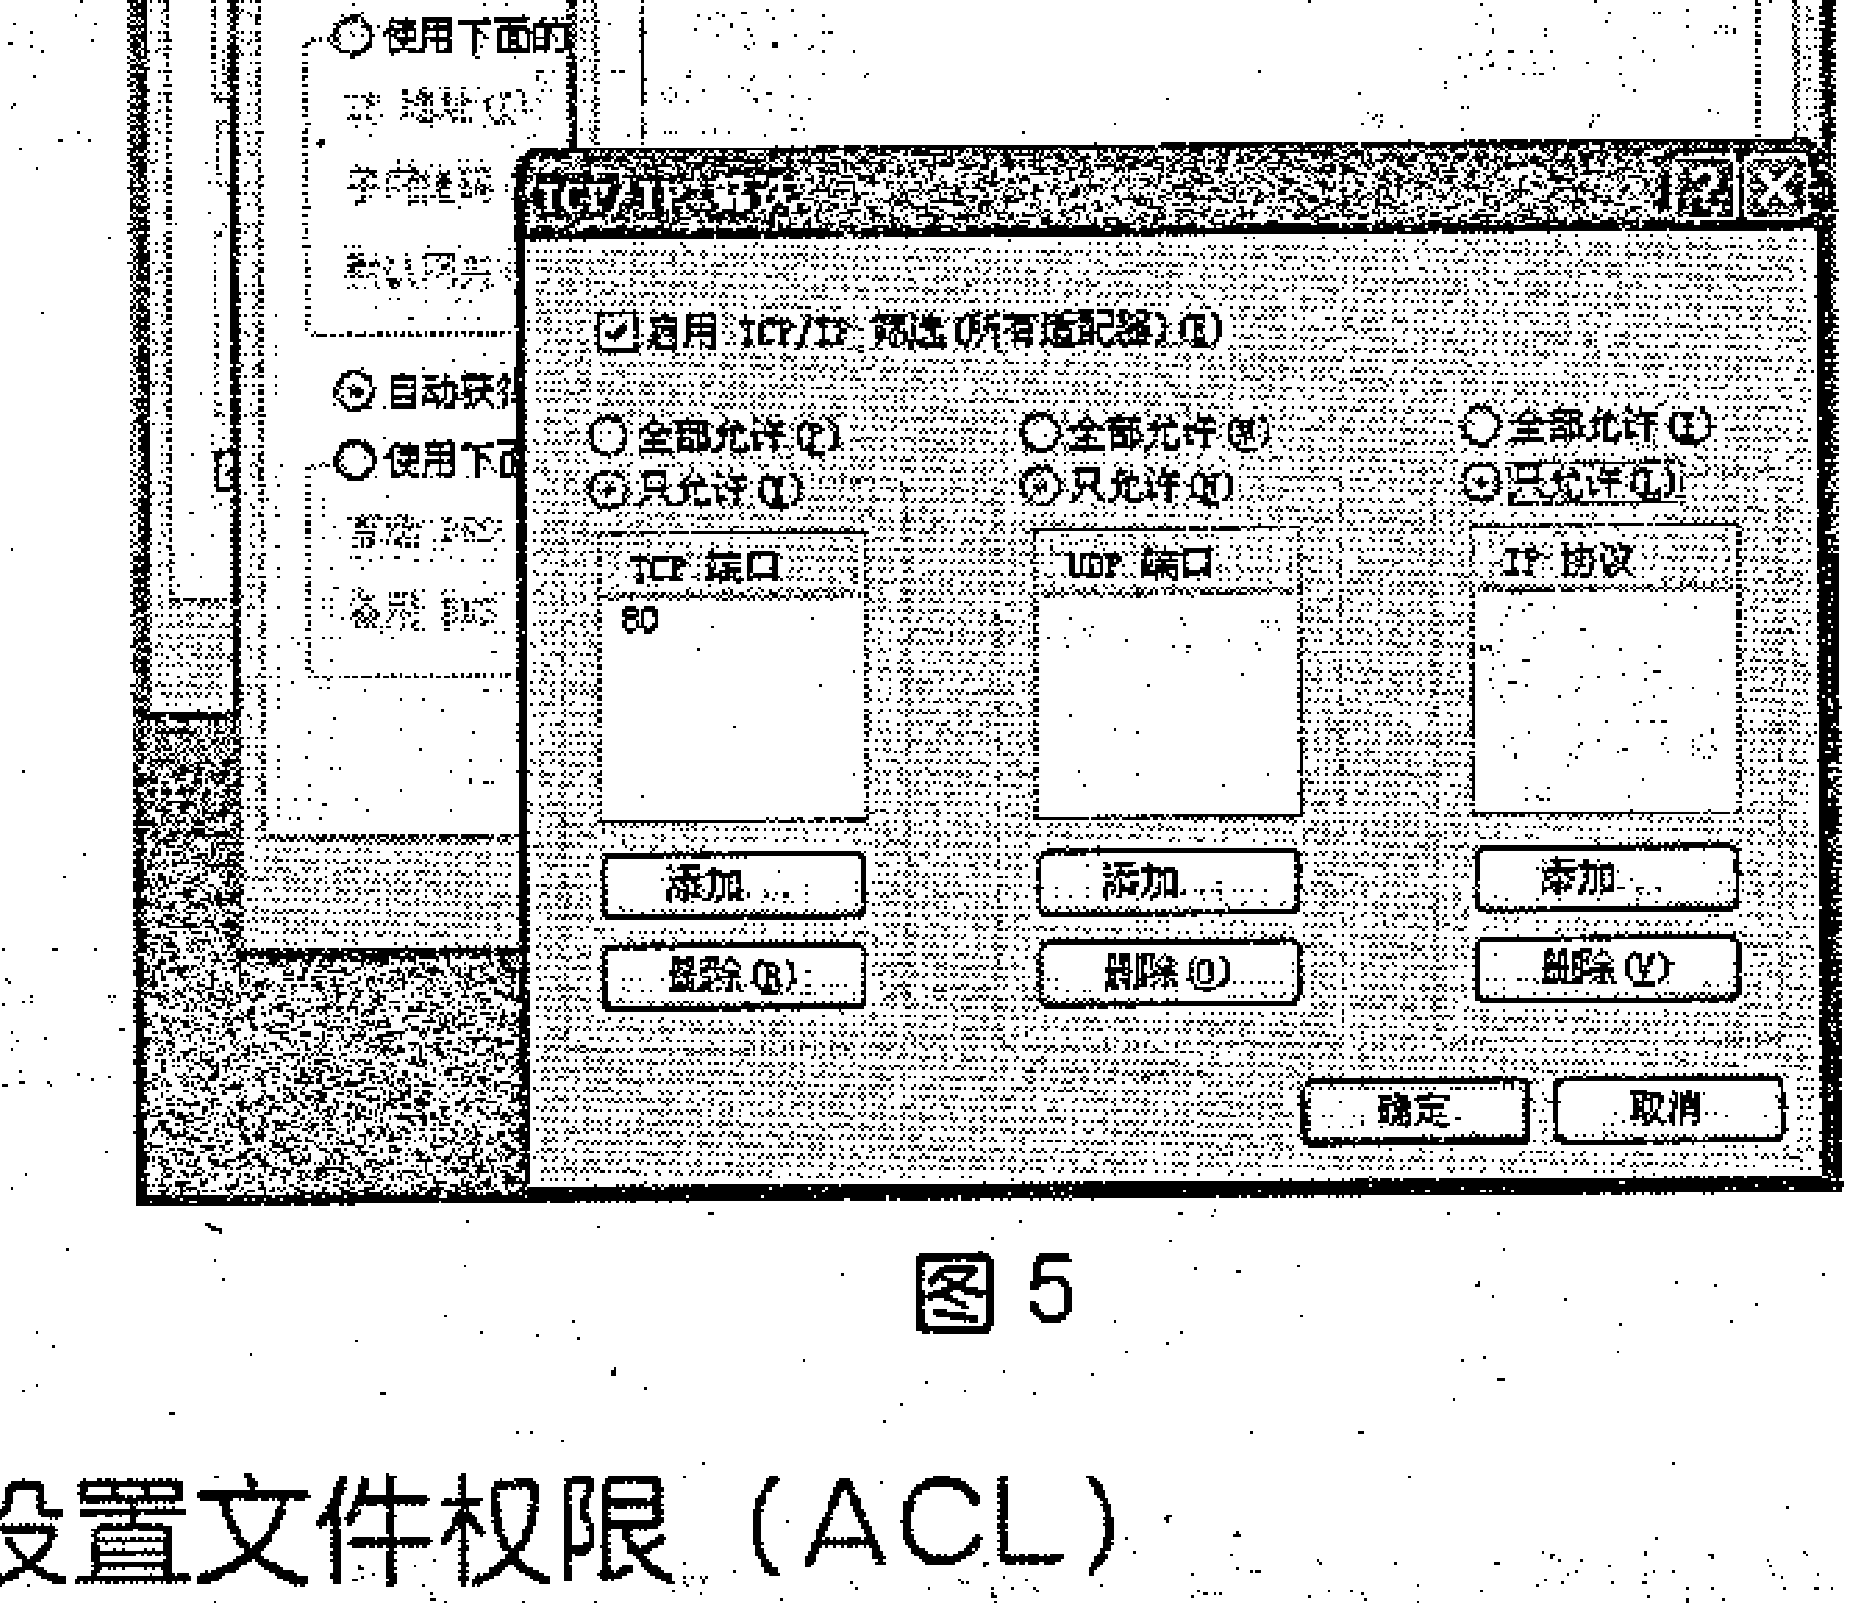 使用下面的
自动获得
使用下面
TCP/IP 筛选
启用 TCP/IP 筛选(所有适配器)(E)
全部允许(P) 全部允许(M) 全部允许(I)
只允许 只允许(N) 只允许(L)
TCP 端口 UDP 端口 IP 协议
80
添加... 添加... 添加...
删除(R) 删除(O) 删除(V)
确定 取消
图 5
设置文件权限（ACL）